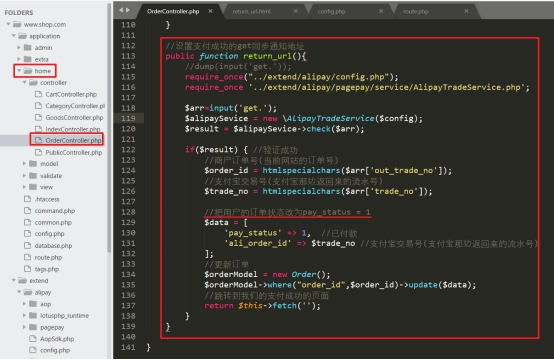 FOLDERS
www.shop.com
application
admin
extra
home
controller
CartController.php
CategoryController.ph
GoodsController.php
IndexController.php
OrderController.php
PublicController.php
model
validate
view
.htaccess
command.php
common.php
config.php
database.php
route.php
tags.php
extend
alipay
aop
lotusphp_runtime
pagepay
AopSdk.php
config.php
OrderController.php
return_url.html
config.php
route.php
110 }
111
112 //设置支付成功的get同步通知地址
113 public function return_url(){
114 //dump(input('get.'));
115 require_once("../extend/alipay/config.php");
116 require_once '../extend/alipay/pagepay/service/AlipayTradeService.php';
117
118 $arr=input('get.');
119 $alipaySevice = new \AlipayTradeService($config);
120 $result = $alipaySevice->check($arr);
121
122 if($result) { //验证成功
123 //商户订单号(当前网站的订单号)
124 $order_id = htmlspecialchars($arr['out_trade_no']);
125 //支付宝交易号(支付宝那边返回来的流水号)
126 $trade_no = htmlspecialchars($arr['trade_no']);
127
128 //把用户的订单状态改为pay_status = 1
129 $data = [
130 'pay_status' => 1, //已付款
131 'ali_order_id' => $trade_no //支付宝交易号(支付宝那边返回来的流水号)
132 ];
133 //更新订单
134 $orderModel = new Order();
135 $orderModel->where("order_id",$order_id)->update($data);
136 //跳转到我们的支付成功的页面
137 return $this->fetch('');
138 }
139 }
140
141 }